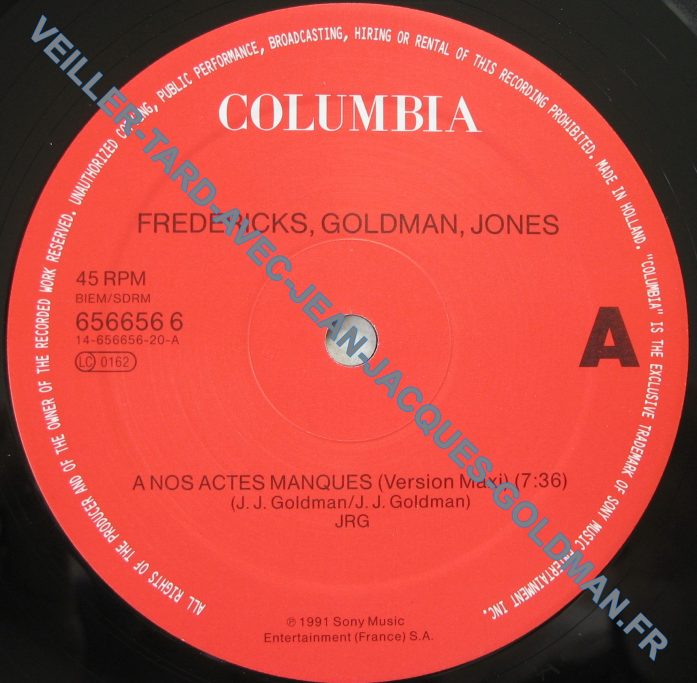 COLUMBIA
FREDERICKS, GOLDMAN, JONES
45 RPM
BIEM/SDRM
656656 6
14-656656-20-A
LC 0162
A
A NOS ACTES MANQUES (Version Maxi) (7:36)
(J. J. Goldman/J. J. Goldman)
JRG
℗ 1991 Sony Music
Entertainment (France) S.A.
ALL RIGHTS OF THE PRODUCER AND OF THE OWNER OF THE RECORDED WORK RESERVED. UNAUTHORIZED COPYING, PUBLIC PERFORMANCE, BROADCASTING, HIRING OR RENTAL OF THIS RECORDING PROHIBITED. MADE IN HOLLAND. "COLUMBIA" IS THE EXCLUSIVE TRADEMARK OF SONY MUSIC ENTERTAINMENT INC.
VEILLER-TARD-AVEC-JEAN-JACQUES-GOLDMAN.FR